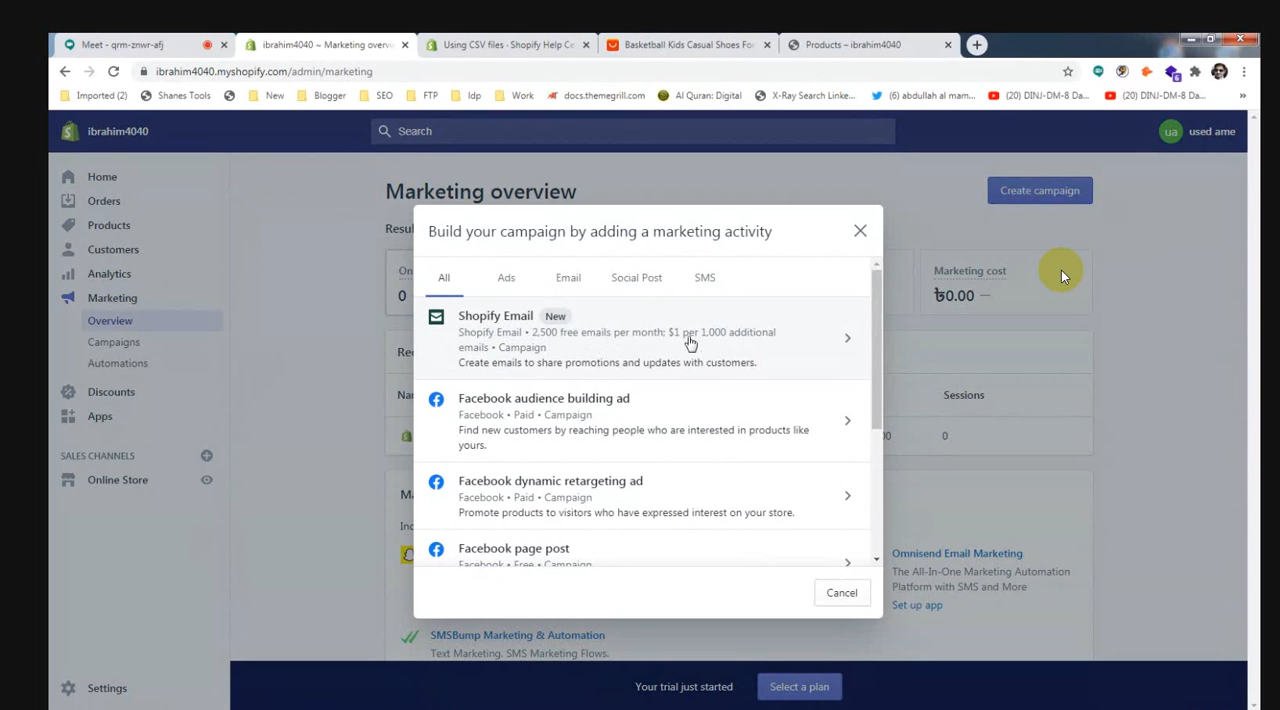 Meet - qrm-znwr-afj
ibrahim4040 ~ Marketing overv
Using CSV files · Shopify Help Ce
Basketball Kids Casual Shoes For
Products – ibrahim4040
ibrahim4040.myshopify.com/admin/marketing
Imported (2)
Shanes Tools
New
Blogger
SEO
FTP
Idp
Work
docs.themegrill.com
Al Quran: Digital
X-Ray Search Linke...
(6) abdullah al mam...
(20) DINJ-DM-8 Da...
(20) DINJ-DM-8 Da...
ibrahim4040
Search
ua
used ame
Home
Orders
Products
Customers
Analytics
Marketing
Overview
Campaigns
Automations
Discounts
Apps
SALES CHANNELS
Online Store
Settings
Marketing overview
Create campaign
Marketing cost
৳0.00 —
0
Sessions
0
Build your campaign by adding a marketing activity
All
Ads
Email
Social Post
SMS
Shopify Email New
Shopify Email • 2,500 free emails per month; $1 per 1,000 additional
emails • Campaign
Create emails to share promotions and updates with customers.
Facebook audience building ad
Facebook • Paid • Campaign
Find new customers by reaching people who are interested in products like
yours.
Facebook dynamic retargeting ad
Facebook • Paid • Campaign
Promote products to visitors who have expressed interest on your store.
Facebook page post
Facebook • Free • Campaign
Cancel
Omnisend Email Marketing
The All-In-One Marketing Automation
Platform with SMS and More
Set up app
SMSBump Marketing & Automation
Text Marketing. SMS Marketing Flows.
Your trial just started
Select a plan